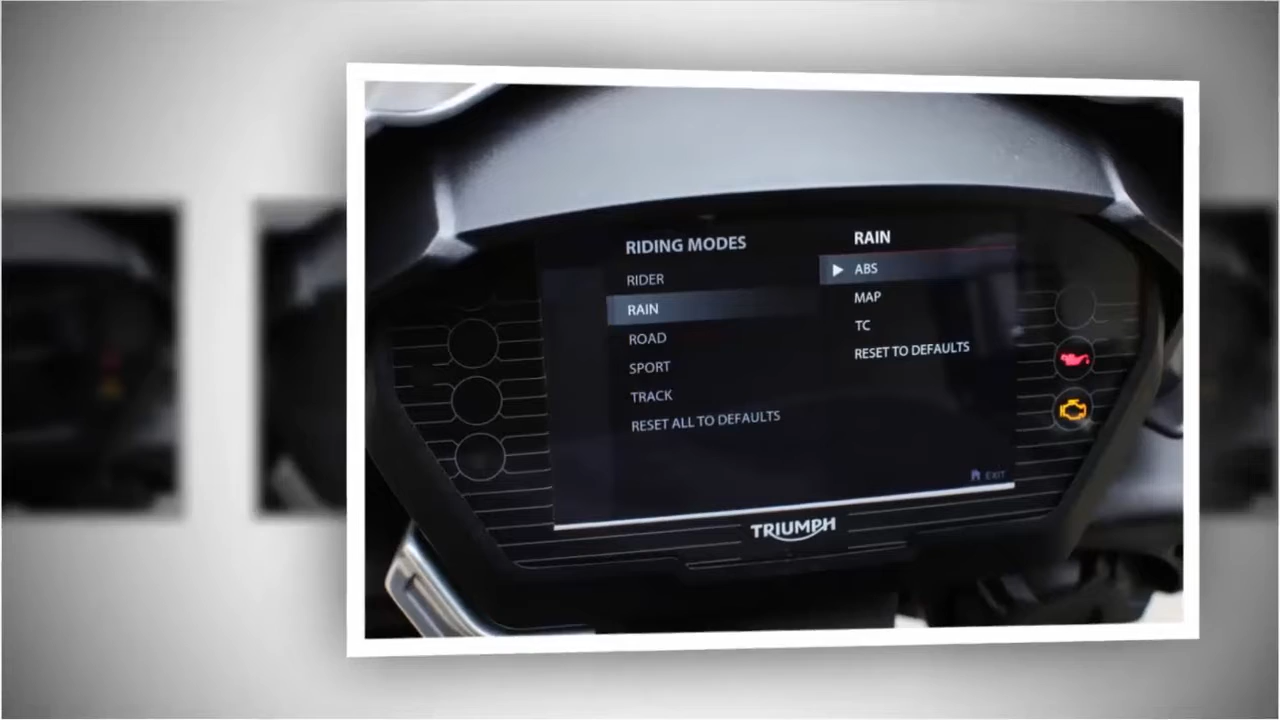 RIDING MODES
RIDER
RAIN
ROAD
SPORT
TRACK
RESET ALL TO DEFAULTS
RAIN
ABS
MAP
TC
RESET TO DEFAULTS
EXIT
TRIUMPH